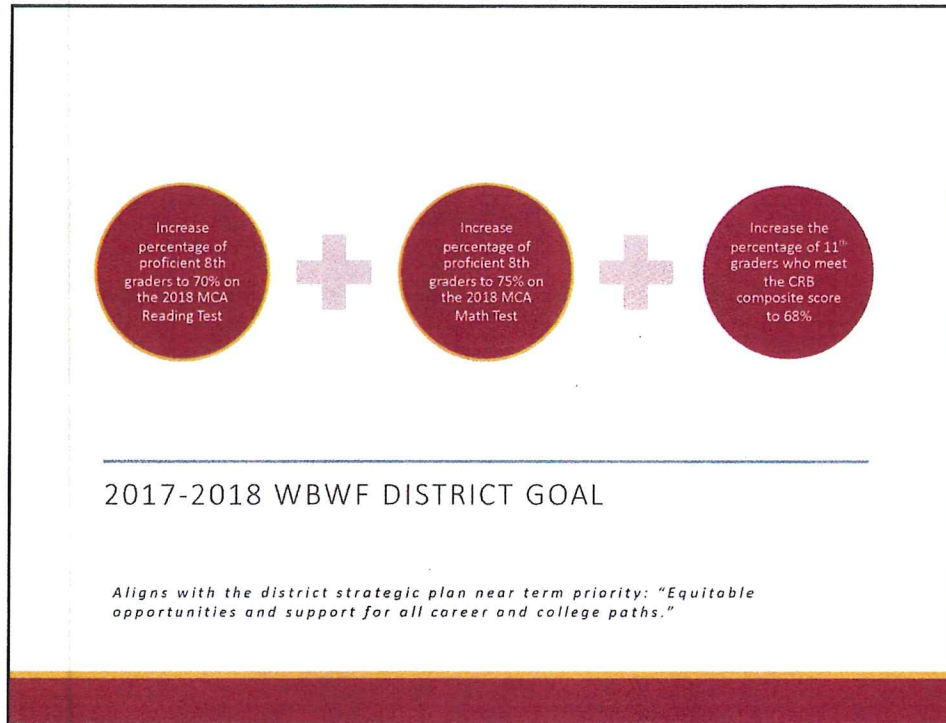 Increase
percentage of
proficient 8th
graders to 70% on
the 2018 MCA
Reading Test
Increase
percentage of
proficient 8th
graders to 75% on
the 2018 MCA
Math Test
Increase the
percentage of 11th
graders who meet
the CRB
composite score
to 68%
2017-2018 WBWF DISTRICT GOAL
Aligns with the district strategic plan near term priority: “Equitable
opportunities and support for all career and college paths.”